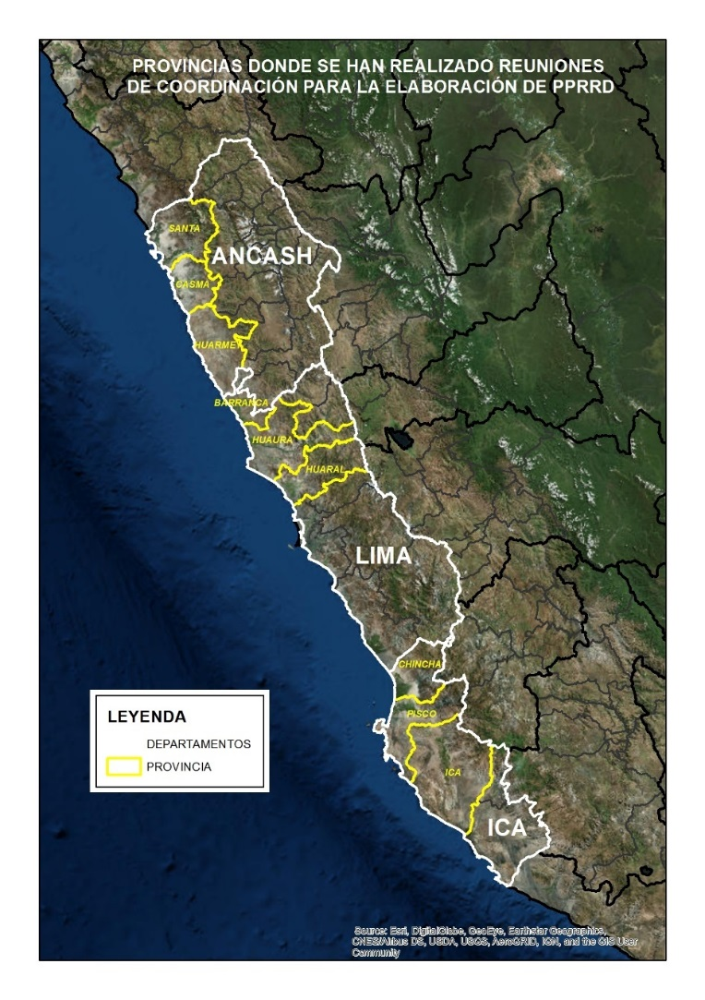 PROVINCIAS DONDE SE HAN REALIZADO REUNIONES
DE COORDINACIÓN PARA LA ELABORACIÓN DE PPRRD
SANTA
ANCASH
CASMA
HUARMEY
BARRANCA
HUAURA
HUARAL
LIMA
CHINCHA
PISCO
ICA
ICA
LEYENDA
DEPARTAMENTOS
PROVINCIA
Source: Esri, DigitalGlobe, GeoEye, Earthstar Geographics,
CNES/Airbus DS, USDA, USGS, AeroGRID, IGN, and the GIS User
Community